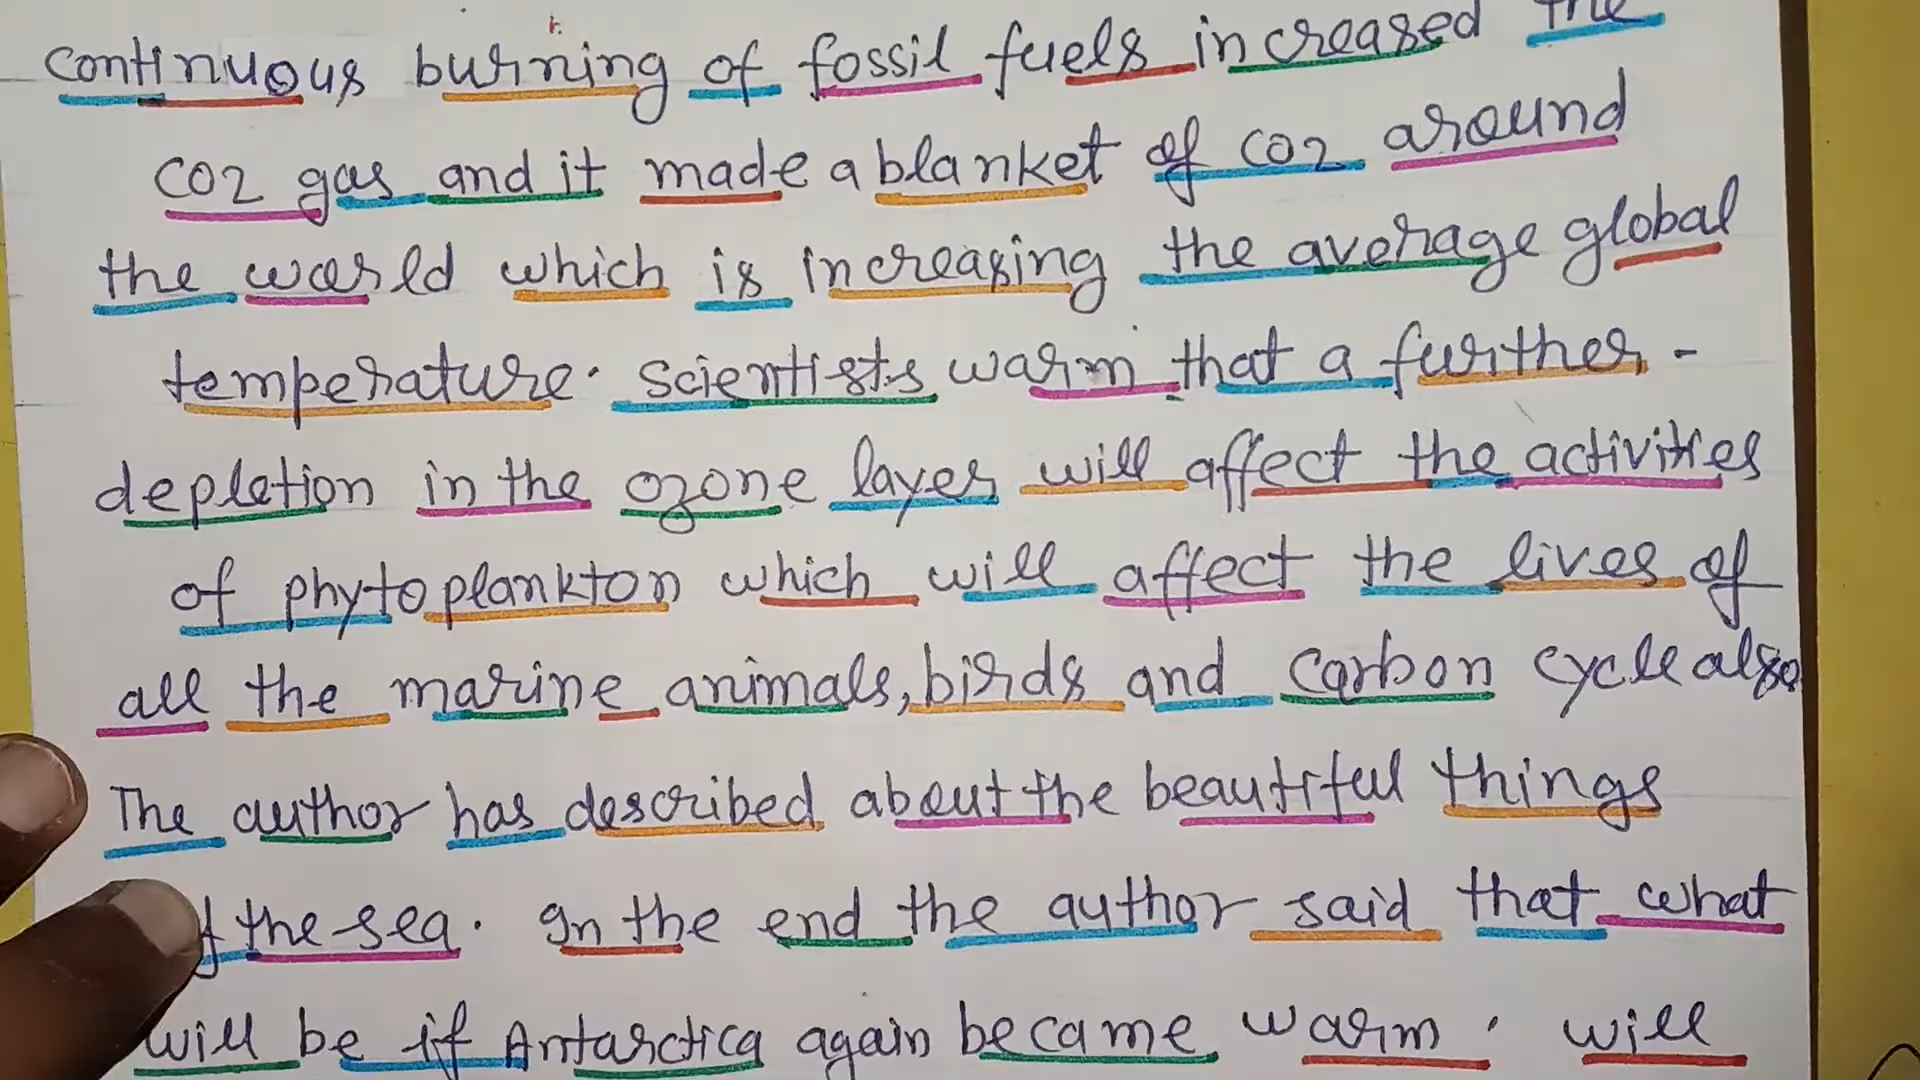 continuous burning of fossil fuels increased the
CO2 gas and it made a blanket of CO2 around
the world which is increasing the average global
temperature. Scientists warm that a further -
depletion in the ozone layer will affect the activities
of phytoplankton which will affect the lives of
all the marine animals, birds and carbon cycle also
The author has described about the beautiful things
the sea. In the end the author said that what
will be if Antarctica again became warm. will